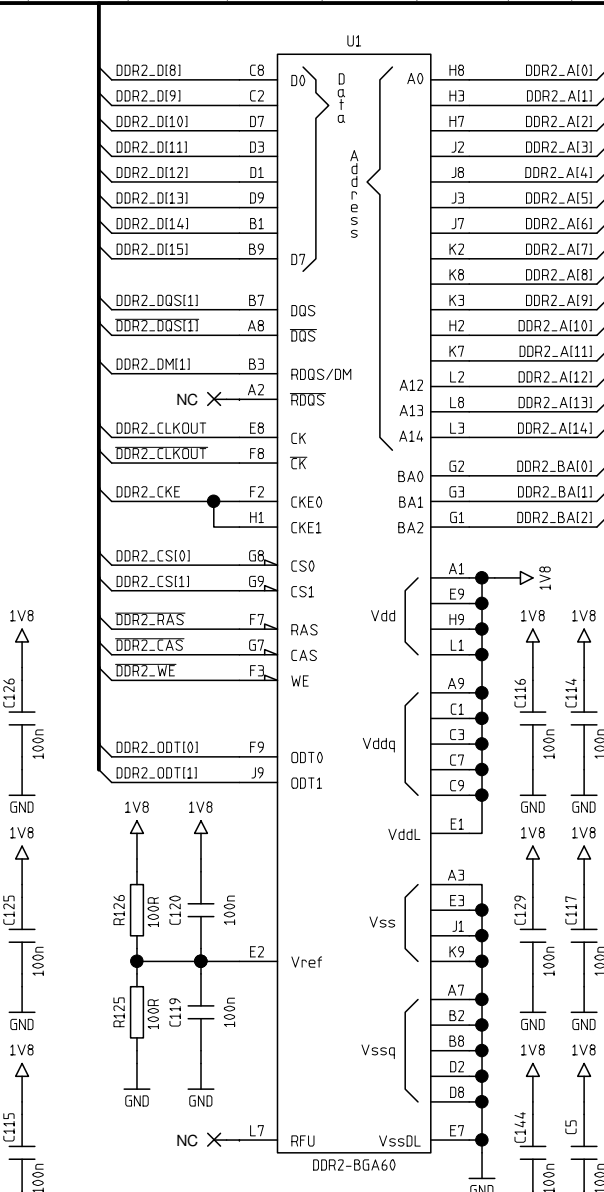 U1
DDR2_D[8] C8 D0 Data Address A0 H8 DDR2_A[0]
DDR2_D[9] C2 H3 DDR2_A[1]
DDR2_D[10] D7 H7 DDR2_A[2]
DDR2_D[11] D3 J2 DDR2_A[3]
DDR2_D[12] D1 J8 DDR2_A[4]
DDR2_D[13] D9 J3 DDR2_A[5]
DDR2_D[14] B1 J7 DDR2_A[6]
DDR2_D[15] B9 D7 K2 DDR2_A[7]
K8 DDR2_A[8]
DDR2_DQS[1] B7 DQS K3 DDR2_A[9]
DDR2_DQS[1] A8 DQS H2 DDR2_A[10]
K7 DDR2_A[11]
DDR2_DM[1] B3 RDQS/DM A12 L2 DDR2_A[12]
NC A2 RDQS A13 L8 DDR2_A[13]
DDR2_CLKOUT E8 CK A14 L3 DDR2_A[14]
DDR2_CLKOUT F8 CK BA0 G2 DDR2_BA[0]
DDR2_CKE F2 CKE0 BA1 G3 DDR2_BA[1]
H1 CKE1 BA2 G1 DDR2_BA[2]
DDR2_CS[0] G8 CS0 A1 1V8
DDR2_CS[1] G9 CS1 E9
DDR2_RAS F7 RAS Vdd H9
DDR2_CAS G7 CAS L1
DDR2_WE F3 WE
A9
C1
Vddq C3
DDR2_ODT[0] F9 ODT0 C7
DDR2_ODT[1] J9 ODT1 C9
VddL E1
A3
Vss E3
J1
E2 Vref K9
A7
B2
Vssq B8
D2
D8
NC L7 RFU VssDL E7
DDR2-BGA60
GND
1V8
C126
100n
GND
1V8
C125
100n
GND
1V8
C115
100n
1V8
R126
100R
R125
100R
GND
1V8
C120
100n
C119
100n
GND
1V8
C116
100n
GND
1V8
C129
100n
GND
1V8
C144
100n
1V8
C114
100n
GND
1V8
C117
100n
GND
1V8
C5
100n